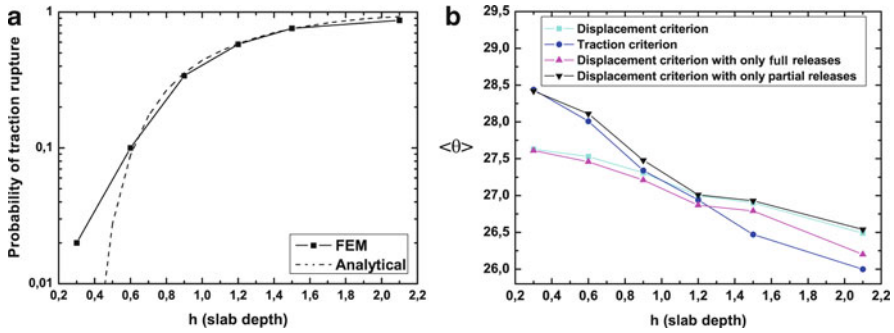 a
Probability of traction rupture
1
0,1
0,01
0,2 0,4 0,6 0,8 1,0 1,2 1,4 1,6 1,8 2,0 2,2
h (slab depth)
FEM
Analytical
b
<θ>
29,5
29,0
28,5
28,0
27,5
27,0
26,5
26,0
0,2 0,4 0,6 0,8 1,0 1,2 1,4 1,6 1,8 2,0 2,2
h (slab depth)
Displacement criterion
Traction criterion
Displacement criterion with only full releases
Displacement criterion with only partial releases